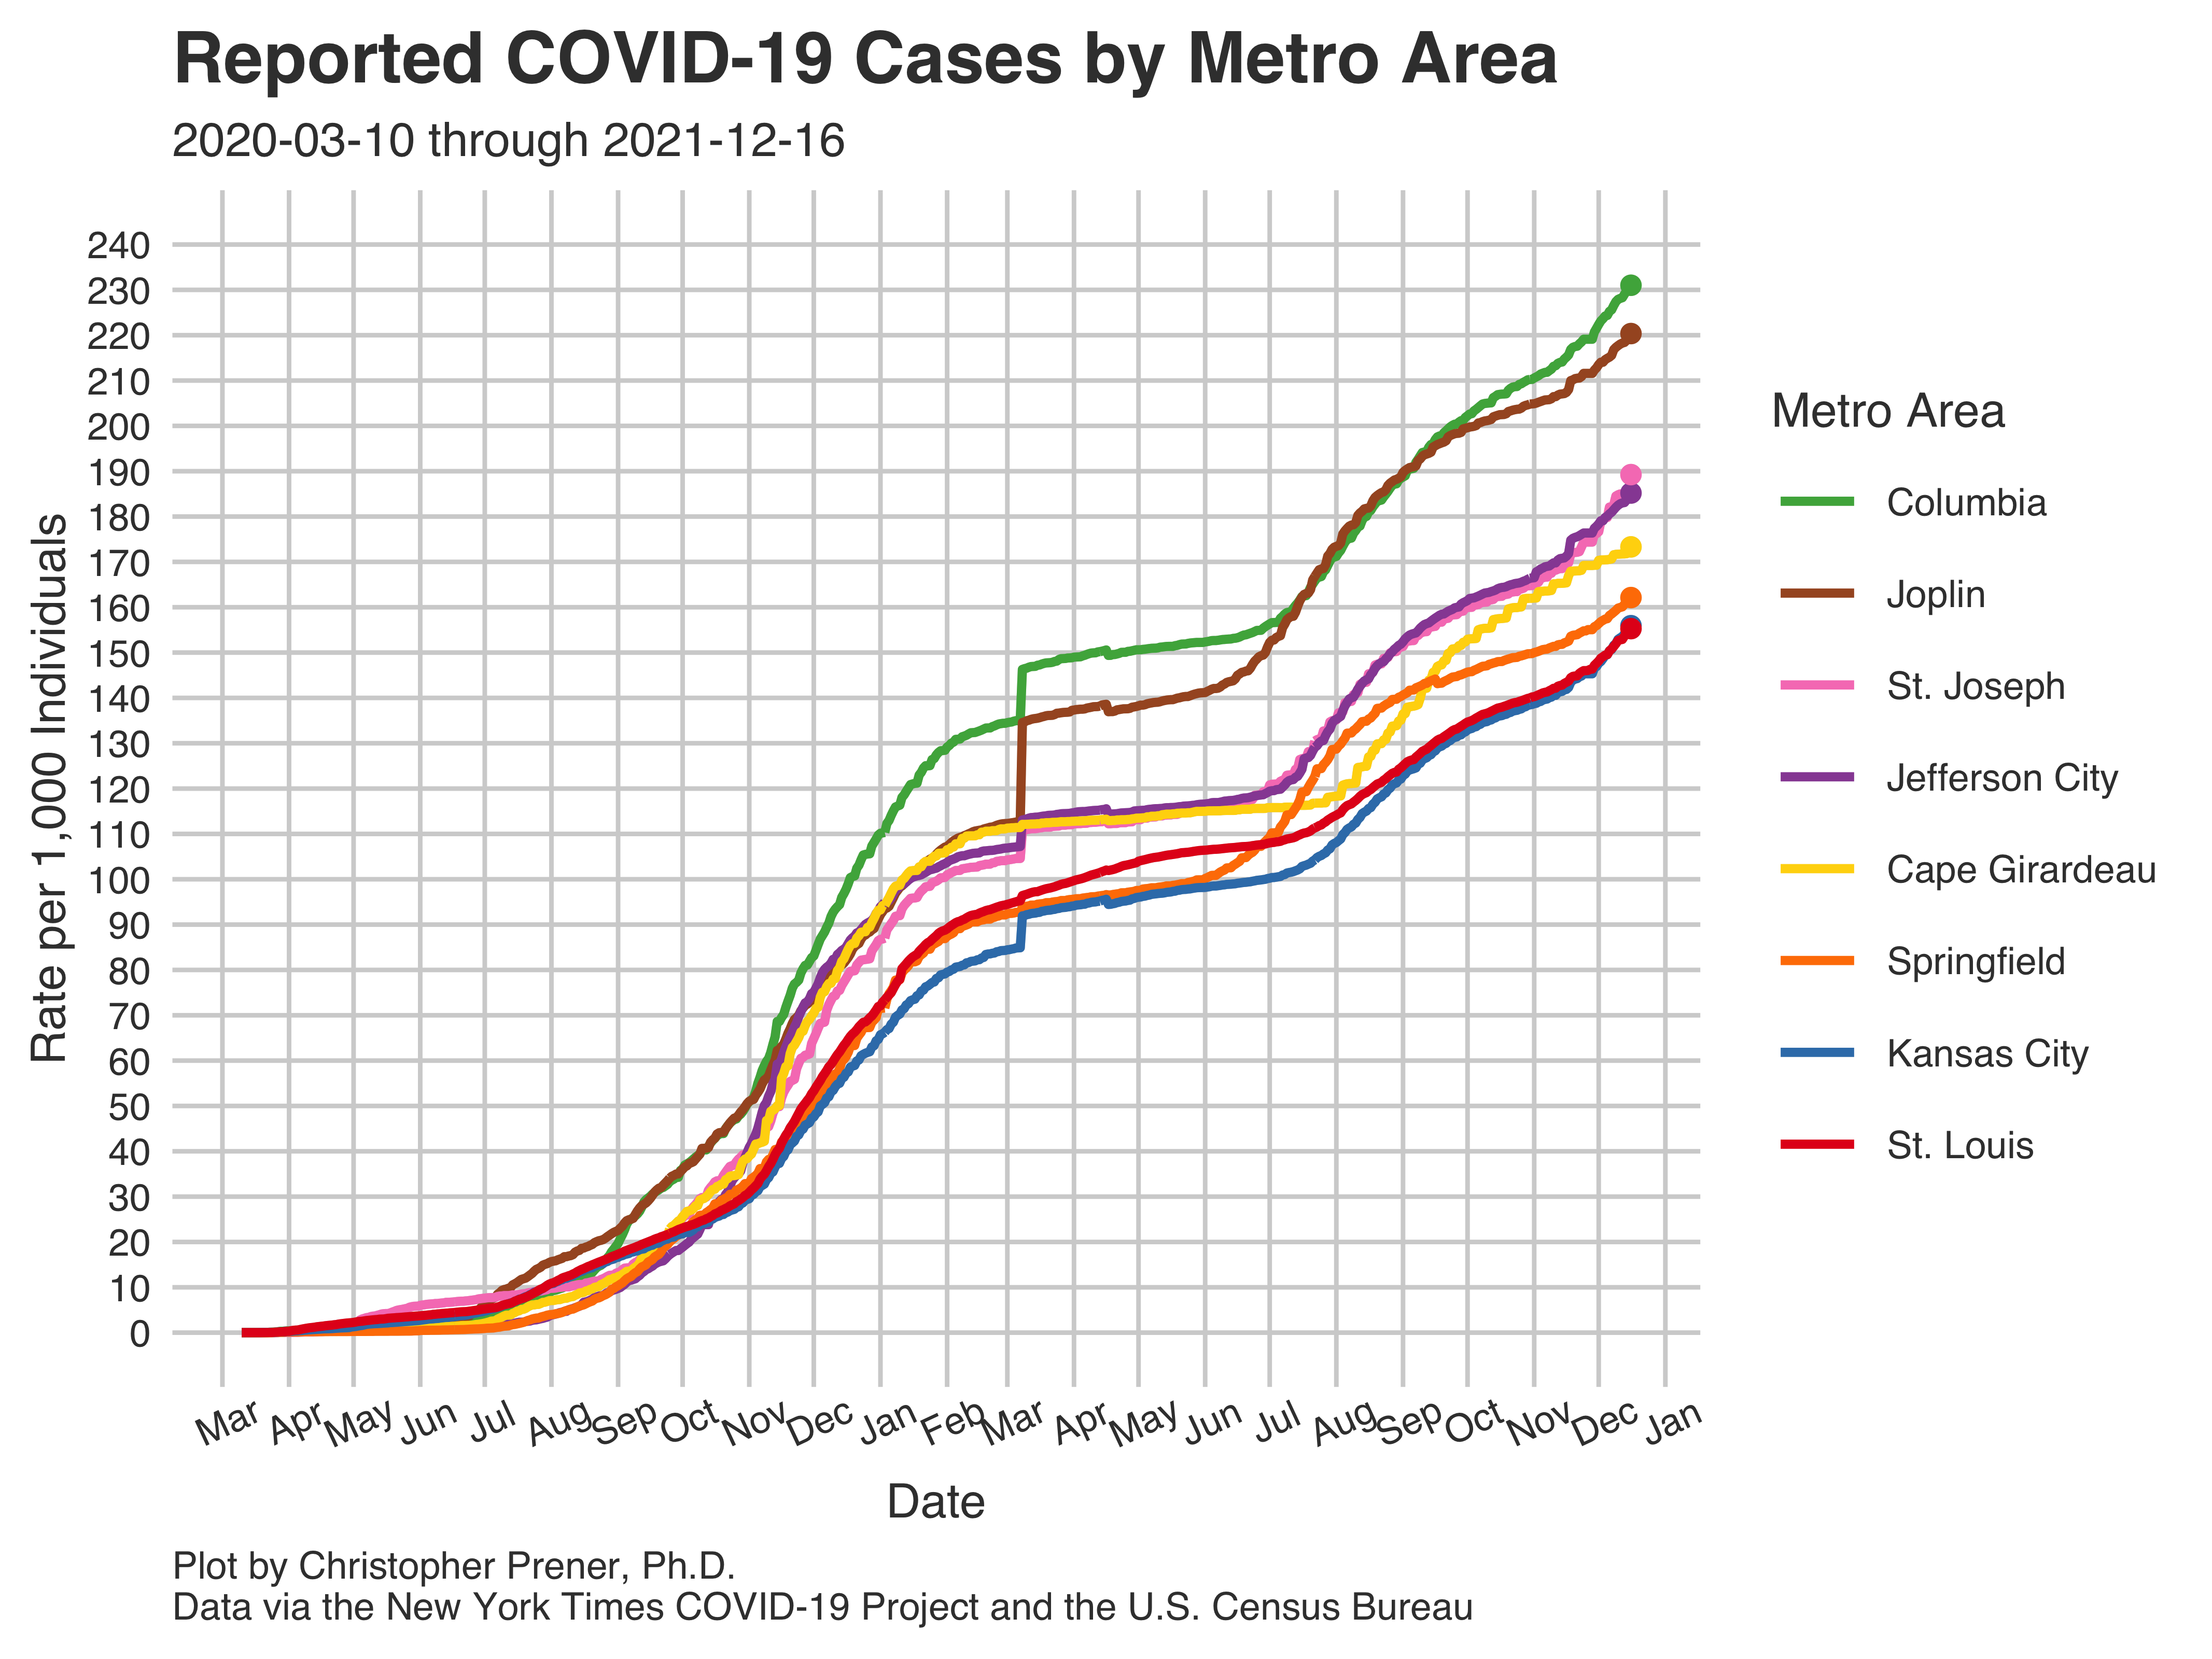 Reported COVID-19 Cases by Metro Area
2020-03-10 through 2021-12-16
240
230
220
210
200
190
180
170
160
150
140
130
120
110
100
90
80
70
60
50
40
30
20
10
0
Rate per 1,000 Individuals
Mar Apr May Jun Jul Aug Sep Oct Nov Dec Jan Feb Mar Apr May Jun Jul Aug Sep Oct Nov Dec Jan
Date
Metro Area
Columbia
Joplin
St. Joseph
Jefferson City
Cape Girardeau
Springfield
Kansas City
St. Louis
Plot by Christopher Prener, Ph.D.
Data via the New York Times COVID-19 Project and the U.S. Census Bureau